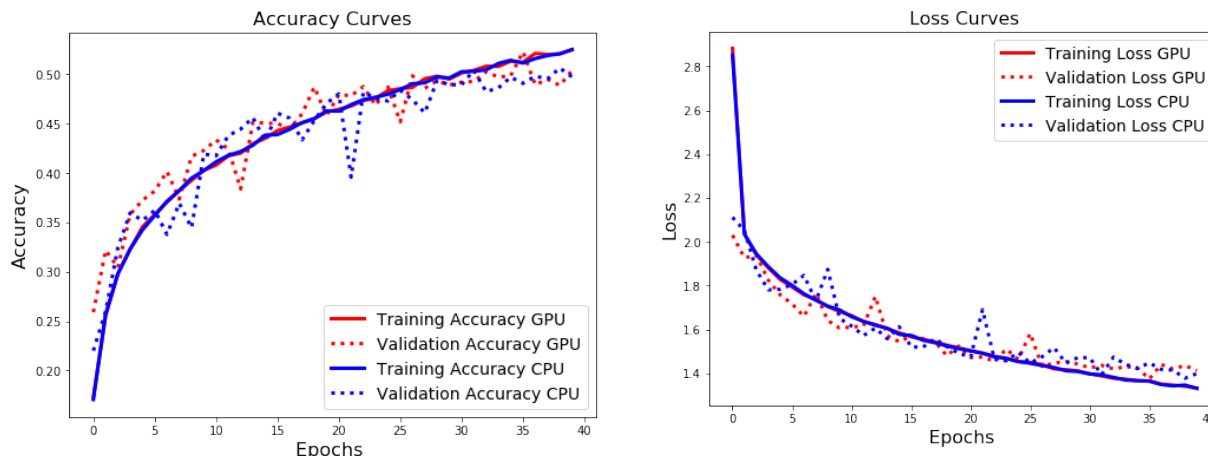 Accuracy Curves
Accuracy
0.50
0.45
0.40
0.35
0.30
0.25
0.20
Training Accuracy GPU
Validation Accuracy GPU
Training Accuracy CPU
Validation Accuracy CPU
0 5 10 15 20 25 30 35 40
Epochs
Loss Curves
Loss
2.8
2.6
2.4
2.2
2.0
1.8
1.6
1.4
Training Loss GPU
Validation Loss GPU
Training Loss CPU
Validation Loss CPU
0 5 10 15 20 25 30 35
Epochs